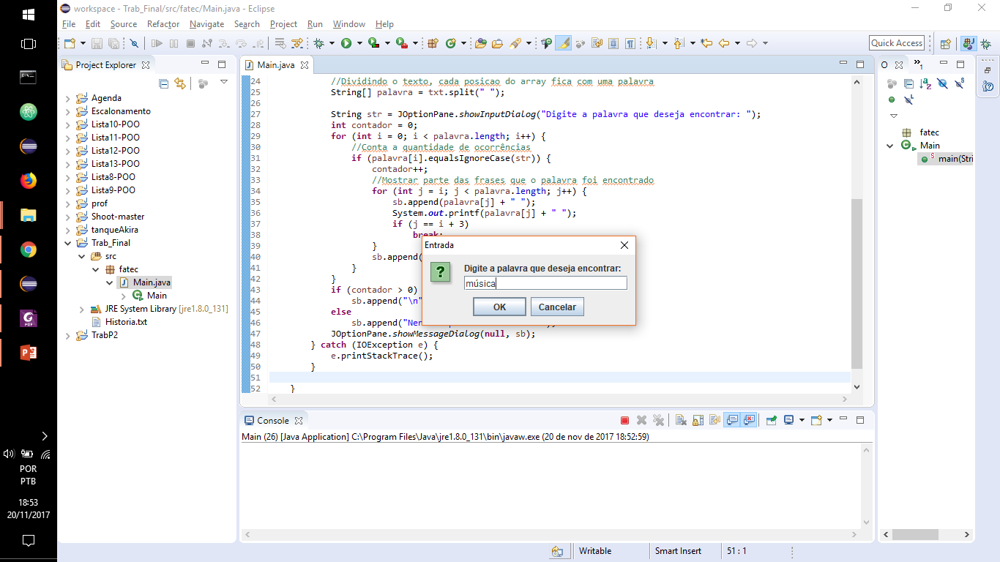 workspace - Trab_Final/src/fatec/Main.java - Eclipse
File Edit Source Refactor Navigate Search Project Run Window Help
Quick Access
Project Explorer
Agenda
Escalonamento
Lista10-POO
Lista11-POO
Lista12-POO
Lista13-POO
Lista8-POO
Lista9-POO
prof
Shoot-master
tanqueAkira
Trab_Final
src
fatec
Main.java
Main
JRE System Library [jre1.8.0_131]
Historia.txt
TrabP2
Main.java
24 //Dividindo o texto, cada posicao do array fica com uma palavra
25 String[] palavra = txt.split(" ");
26
27 String str = JOptionPane.showInputDialog("Digite a palavra que deseja encontrar: ");
28 int contador = 0;
29 for (int i = 0; i < palavra.length; i++) {
30 //Conta a quantidade de ocorrências
31 if (palavra[i].equalsIgnoreCase(str)) {
32 contador++;
33 //Mostrar parte das frases que o palavra foi encontrado
34 for (int j = i; j < palavra.length; j++) {
35 sb.append(palavra[j] + " ");
36 System.out.printf(palavra[j] + " ");
37 if (j == i + 3)
38 break;
39 }
40 sb.append(
41 }
42 }
43 if (contador > 0)
44 sb.append("\n"
45 else
46 sb.append("Nen
47 JOptionPane.showMessageDialog(null, sb);
48 } catch (IOException e) {
49 e.printStackTrace();
50 }
51
52 }
Entrada
?
Digite a palavra que deseja encontrar:
música
OK Cancelar
O
1
fatec
Main
main(Stri
Console
Main (26) [Java Application] C:\Program Files\Java\jre1.8.0_131\bin\javaw.exe (20 de nov de 2017 18:52:59)
Writable Smart Insert 51 : 1
POR
PTB
18:53
20/11/2017